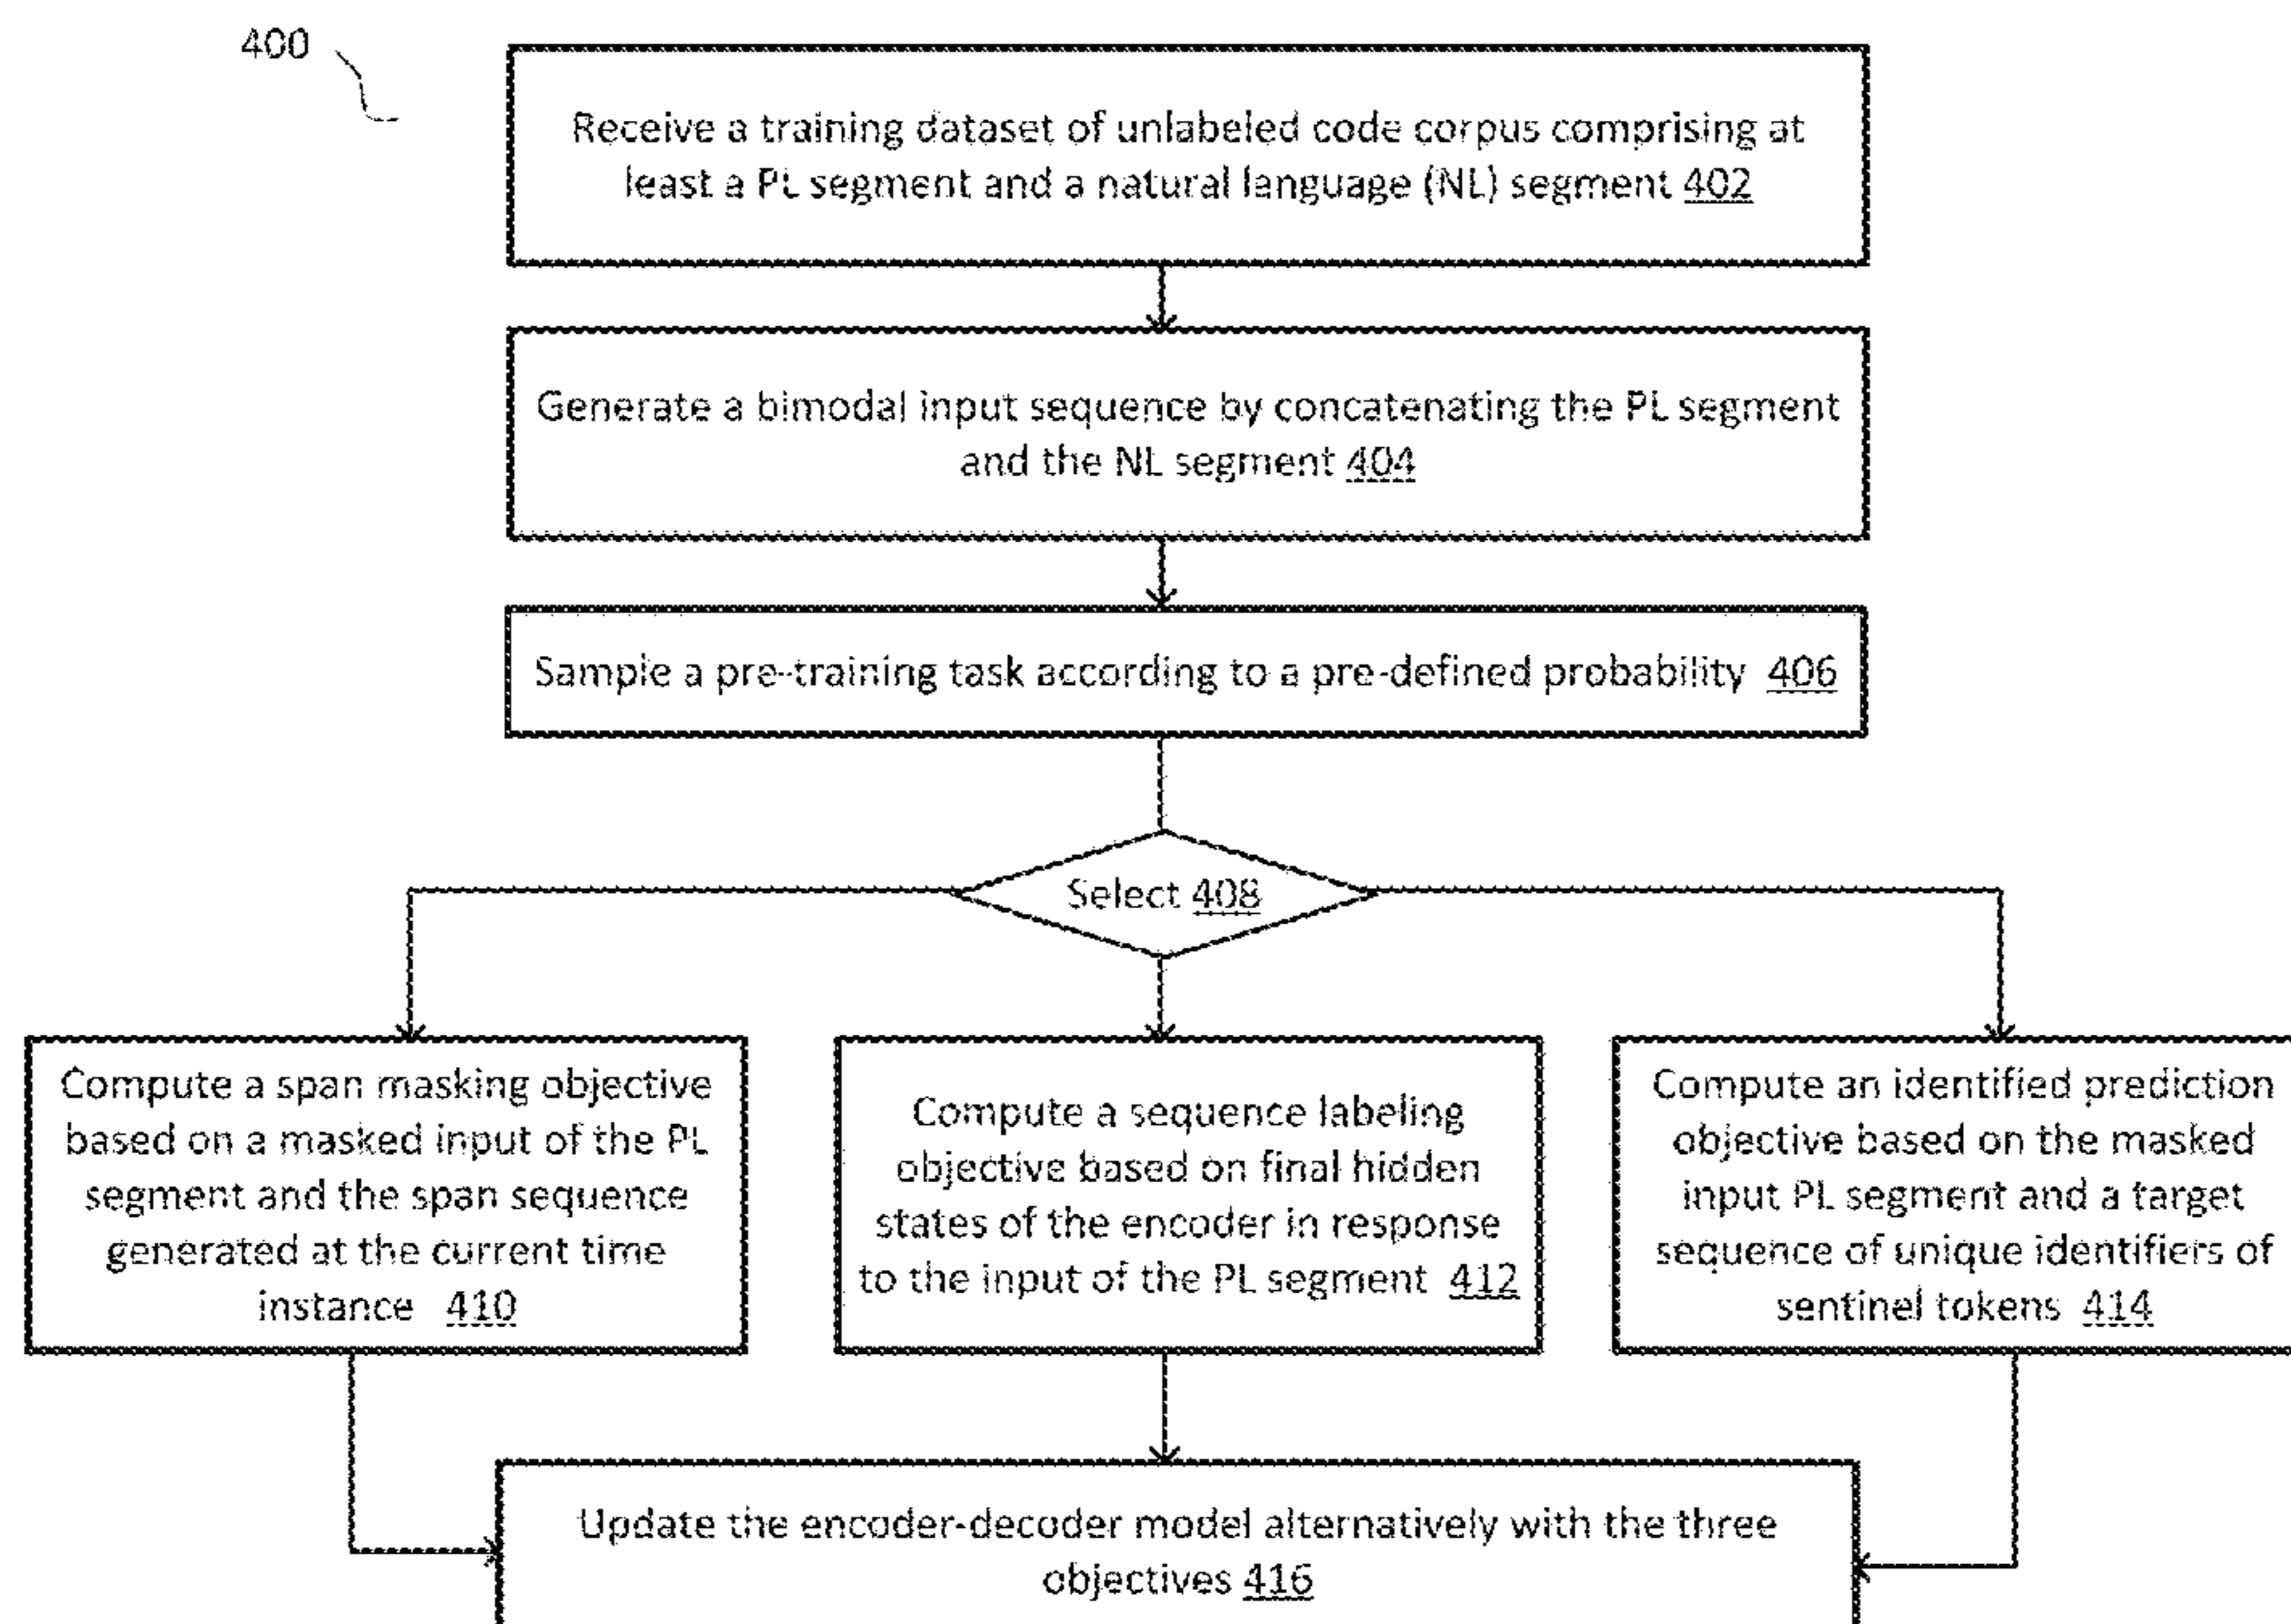 400
Receive a training dataset of unlabeled code corpus comprising at
least a PL segment and a natural language (NL) segment 402
Generate a bimodal input sequence by concatenating the PL segment
and the NL segment 404
Sample a pre-training task according to a pre-defined probability 406
Select 408
Compute a span masking objective
based on a masked input of the PL
segment and the span sequence
generated at the current time
instance 410
Compute a sequence labeling
objective based on final hidden
states of the encoder in response
to the input of the PL segment 412
Compute an identified prediction
objective based on the masked
input PL segment and a target
sequence of unique identifiers of
sentinel tokens 414
Update the encoder-decoder model alternatively with the three
objectives 416